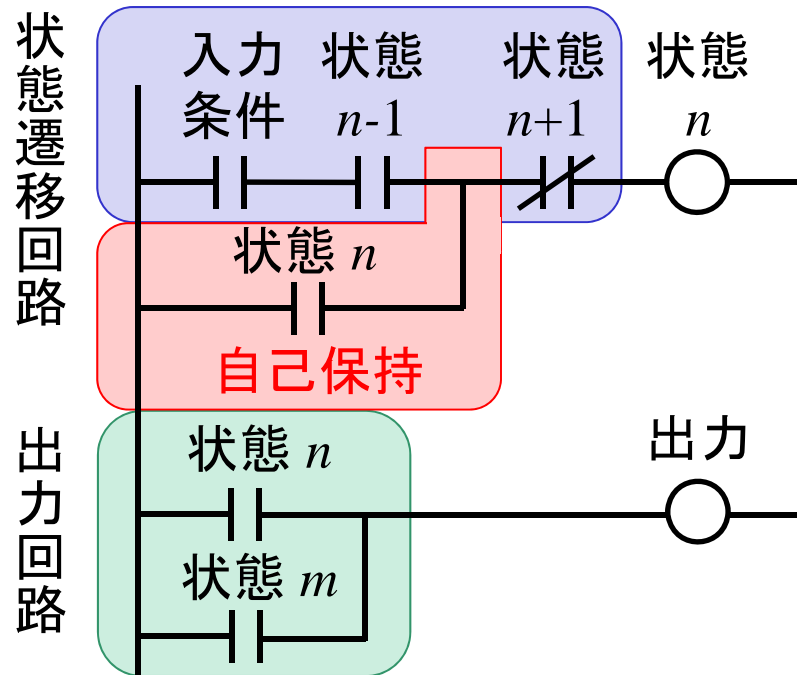 状態遷移回路
入力
条件
状態
n-1
状態
n+1
状態
n
状態 n
自己保持
出力回路
状態 n
出力
状態 m